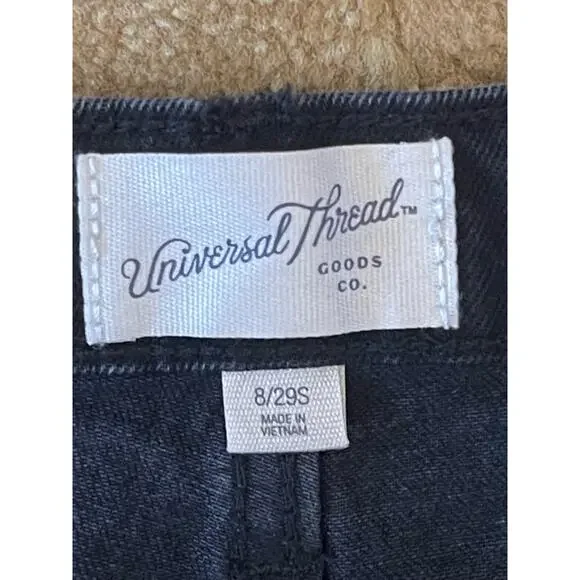 Universal Thread™
GOODS
CO.
8/29S
MADE IN
VIETNAM